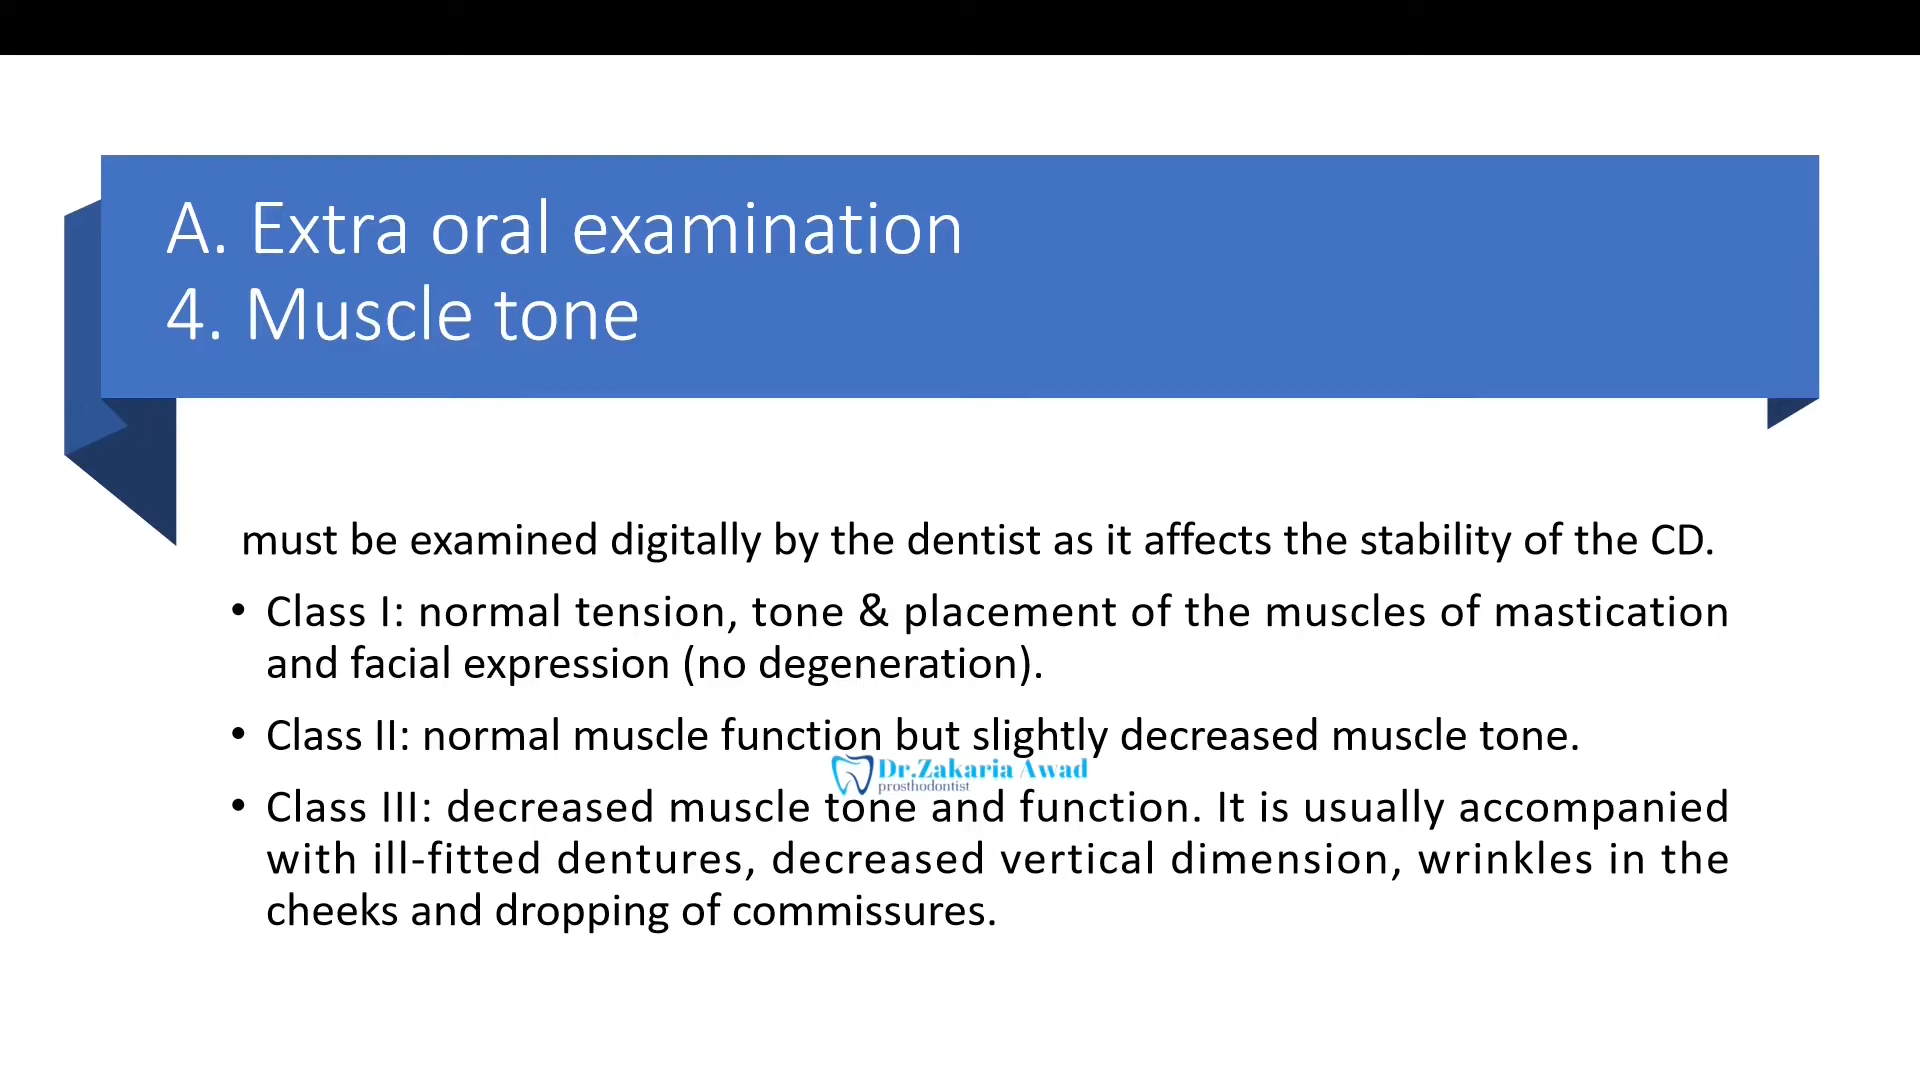 A. Extra oral examination
4. Muscle tone
must be examined digitally by the dentist as it affects the stability of the CD.
• Class I: normal tension, tone & placement of the muscles of mastication
and facial expression (no degeneration).
• Class II: normal muscle function but slightly decreased muscle tone.
Dr.Zakaria Awad
prosthodontist
• Class III: decreased muscle tone and function. It is usually accompanied
with ill-fitted dentures, decreased vertical dimension, wrinkles in the
cheeks and dropping of commissures.